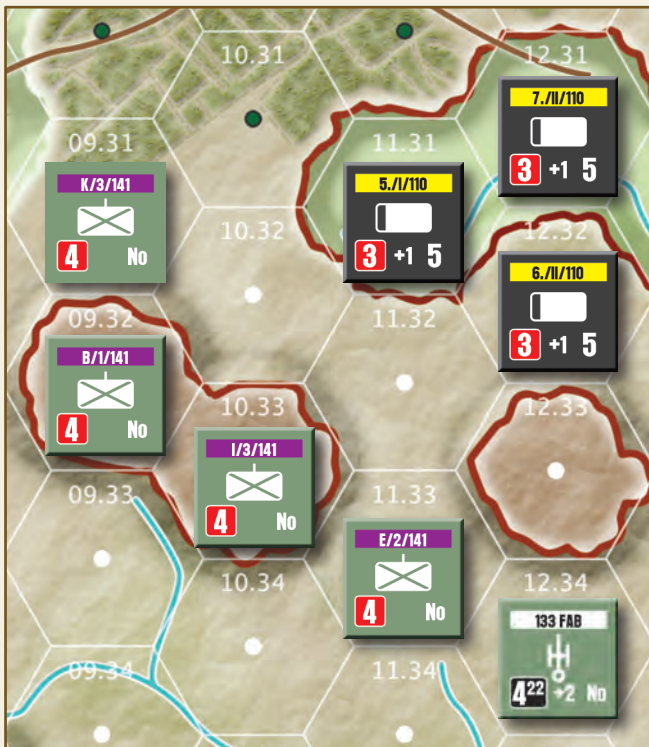 10.31
12.31
7./II/110
3 +1 5
09.31
11.31
K/3/141
4 No
5./I/110
3 +1 5
10.32
12.32
6./II/110
3 +1 5
09.32
11.32
B/1/141
4 No
10.33
12.33
I/3/141
4 No
09.33
11.33
E/2/141
4 No
10.34
12.34
133 FAB
4 22 +2 No
09.34
11.34